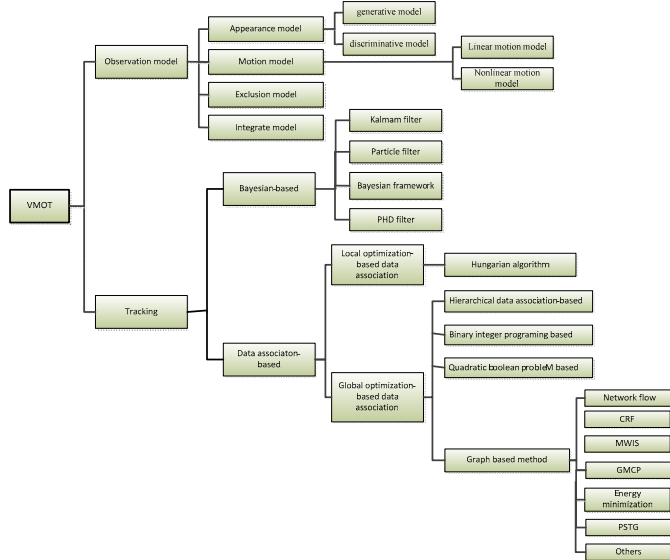 generative model
Appearance model
discriminative model
Linear motion model
Observation model
Motion model
Nonlinear motion
model
Exclusion model
Integrate model
Kalmam filter
Particle filter
Bayesian-based
Bayesian framework
VMOT
PHD filter
Local optimization-
based data
association
Hungarian algorithm
Hierarchical data association-based
Tracking
Binary integer programing based
Data associaton-
based
Quadratic boolean probleM based
Global optimization-
based data
association
Network flow
CRF
MWIS
Graph based method
GMCP
Energy
minimization
PSTG
Others